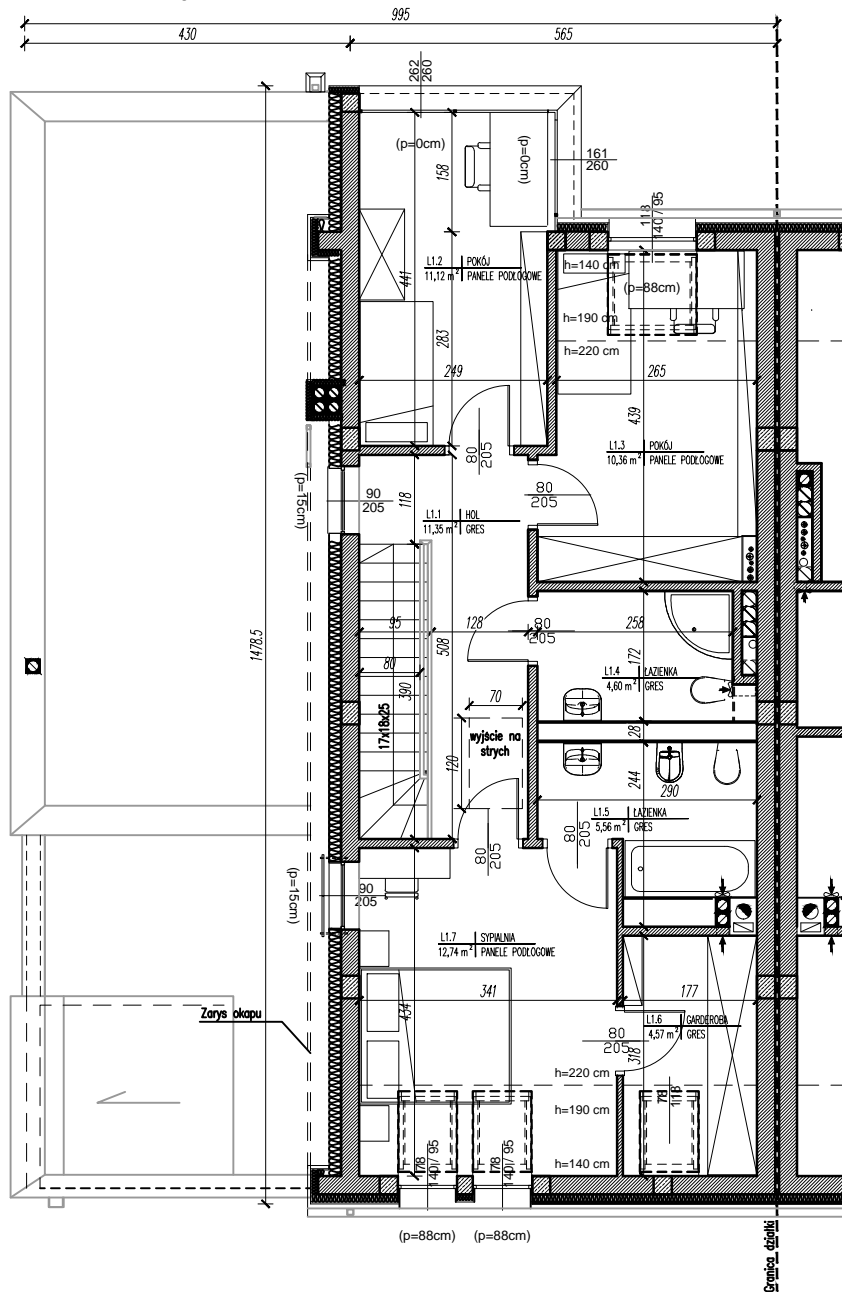 995
430
565
262
260
(p=0cm)
(p=0cm)
158
161
260
118
140 / 95
1478.5
L1.2 POKÓJ
11,12 m² PANELE PODŁOGOWE
441
283
249
h=140 cm
(p=88cm)
h=190 cm
h=220 cm
265
439
80
205
L1.3 POKÓJ
10,36 m² PANELE PODŁOGOWE
(p=15cm)
90
205
118
80
205
L1.1 HOL
11,35 m² GRES
95
128
508
80
80
205
258
172
L1.4 ŁAZIENKA
4,60 m² GRES
390
17x18x25
70
wyjście na
strych
120
28
244
290
80
205
80
205
L1.5 ŁAZIENKA
5,56 m² GRES
(p=15cm)
90
205
L1.7 SYPIALNIA
12,74 m² PANELE PODŁOGOWE
341
434
177
Zarys okapu
L1.6 GARDEROBA
4,57 m² GRES
80
205
318
h=220 cm
78
118
h=190 cm
h=140 cm
78
140 / 95
78
140 / 95
(p=88cm)
(p=88cm)
Granica działki